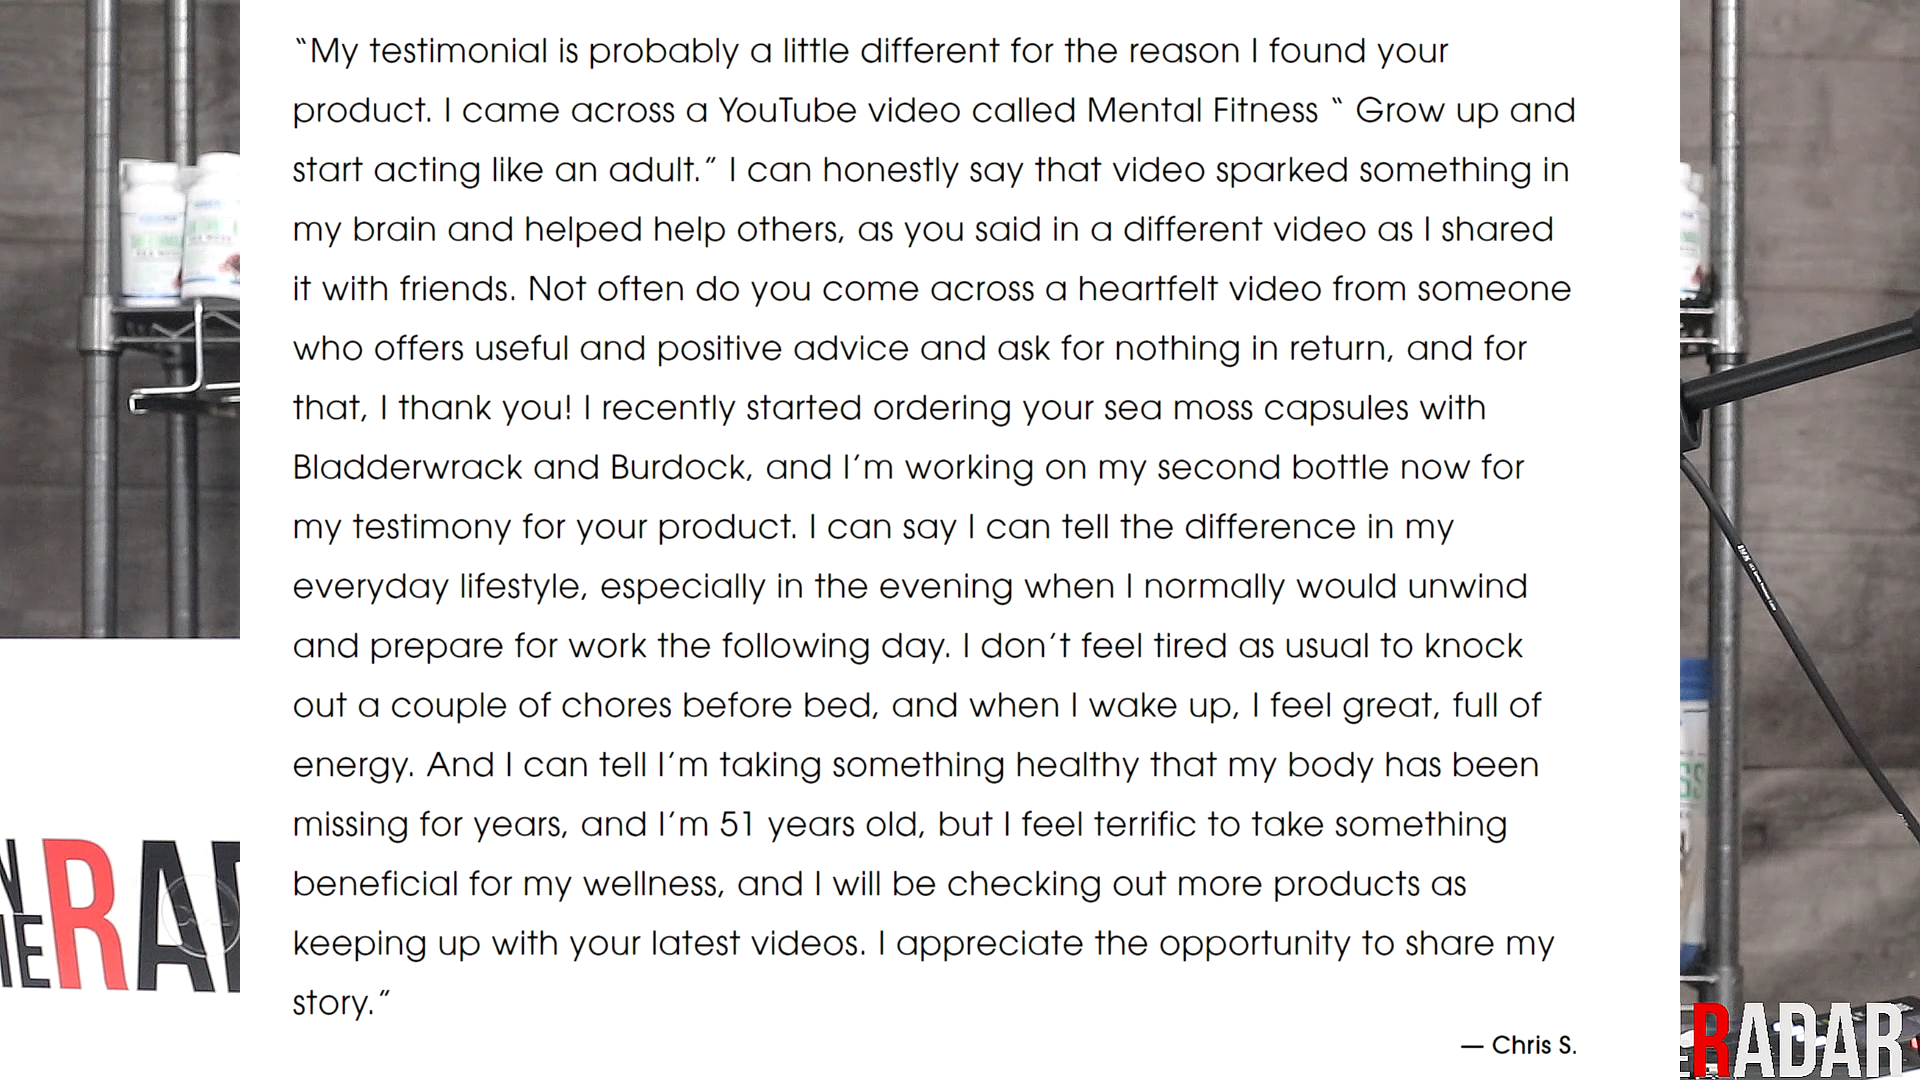 “My testimonial is probably a little different for the reason I found your
product. I came across a YouTube video called Mental Fitness “ Grow up and
start acting like an adult.” I can honestly say that video sparked something in
my brain and helped help others, as you said in a different video as I shared
it with friends. Not often do you come across a heartfelt video from someone
who offers useful and positive advice and ask for nothing in return, and for
that, I thank you! I recently started ordering your sea moss capsules with
Bladderwrack and Burdock, and I’m working on my second bottle now for
my testimony for your product. I can say I can tell the difference in my
everyday lifestyle, especially in the evening when I normally would unwind
and prepare for work the following day. I don’t feel tired as usual to knock
out a couple of chores before bed, and when I wake up, I feel great, full of
energy. And I can tell I’m taking something healthy that my body has been
missing for years, and I’m 51 years old, but I feel terrific to take something
beneficial for my wellness, and I will be checking out more products as
keeping up with your latest videos. I appreciate the opportunity to share my
story.”
— Chris S.
RADAR